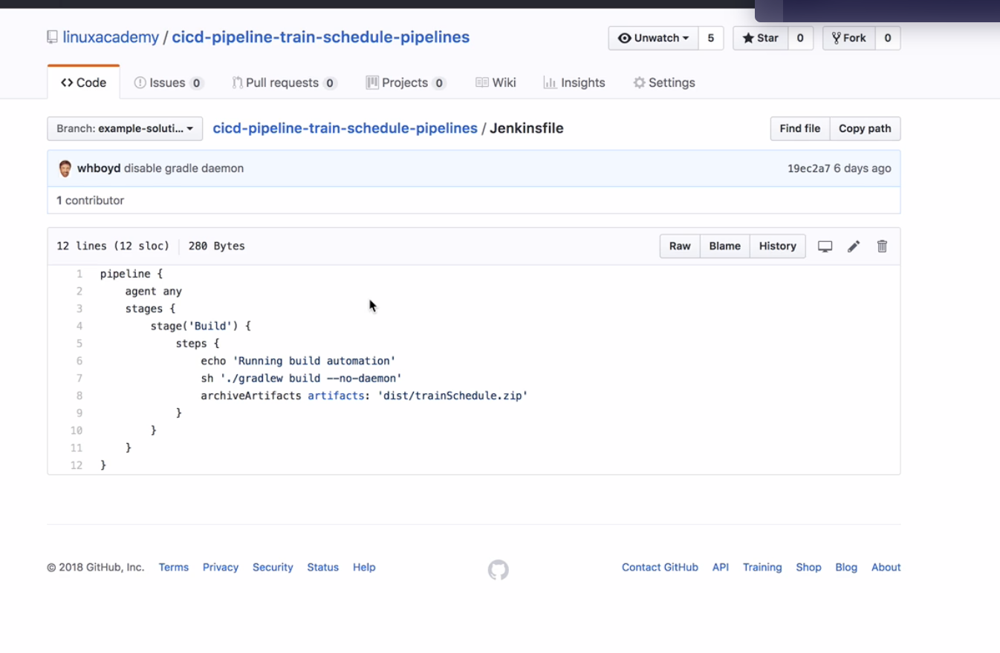 linuxacademy / cicd-pipeline-train-schedule-pipelines Unwatch 5 Star 0 Fork 0
Code Issues 0 Pull requests 0 Projects 0 Wiki Insights Settings
Branch: example-soluti... cicd-pipeline-train-schedule-pipelines / Jenkinsfile Find file Copy path
whboyd disable gradle daemon 19ec2a7 6 days ago
1 contributor
12 lines (12 sloc) 280 Bytes Raw Blame History
1 pipeline {
2 agent any
3 stages {
4 stage('Build') {
5 steps {
6 echo 'Running build automation'
7 sh './gradlew build --no-daemon'
8 archiveArtifacts artifacts: 'dist/trainSchedule.zip'
9 }
10 }
11 }
12 }
© 2018 GitHub, Inc. Terms Privacy Security Status Help Contact GitHub API Training Shop Blog About